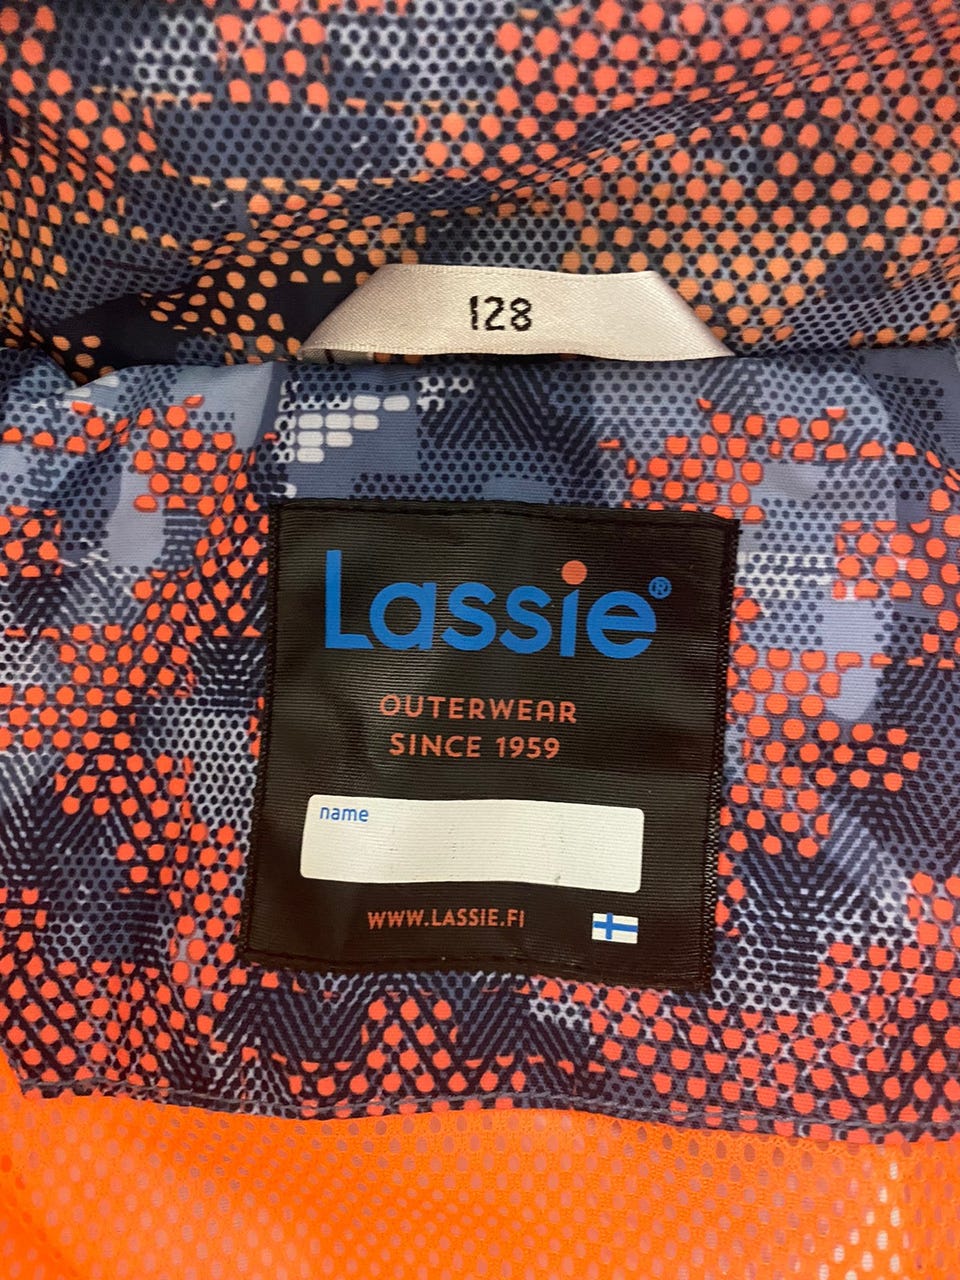 128
Lassie®
OUTERWEAR
SINCE 1959
name
WWW.LASSIE.FI